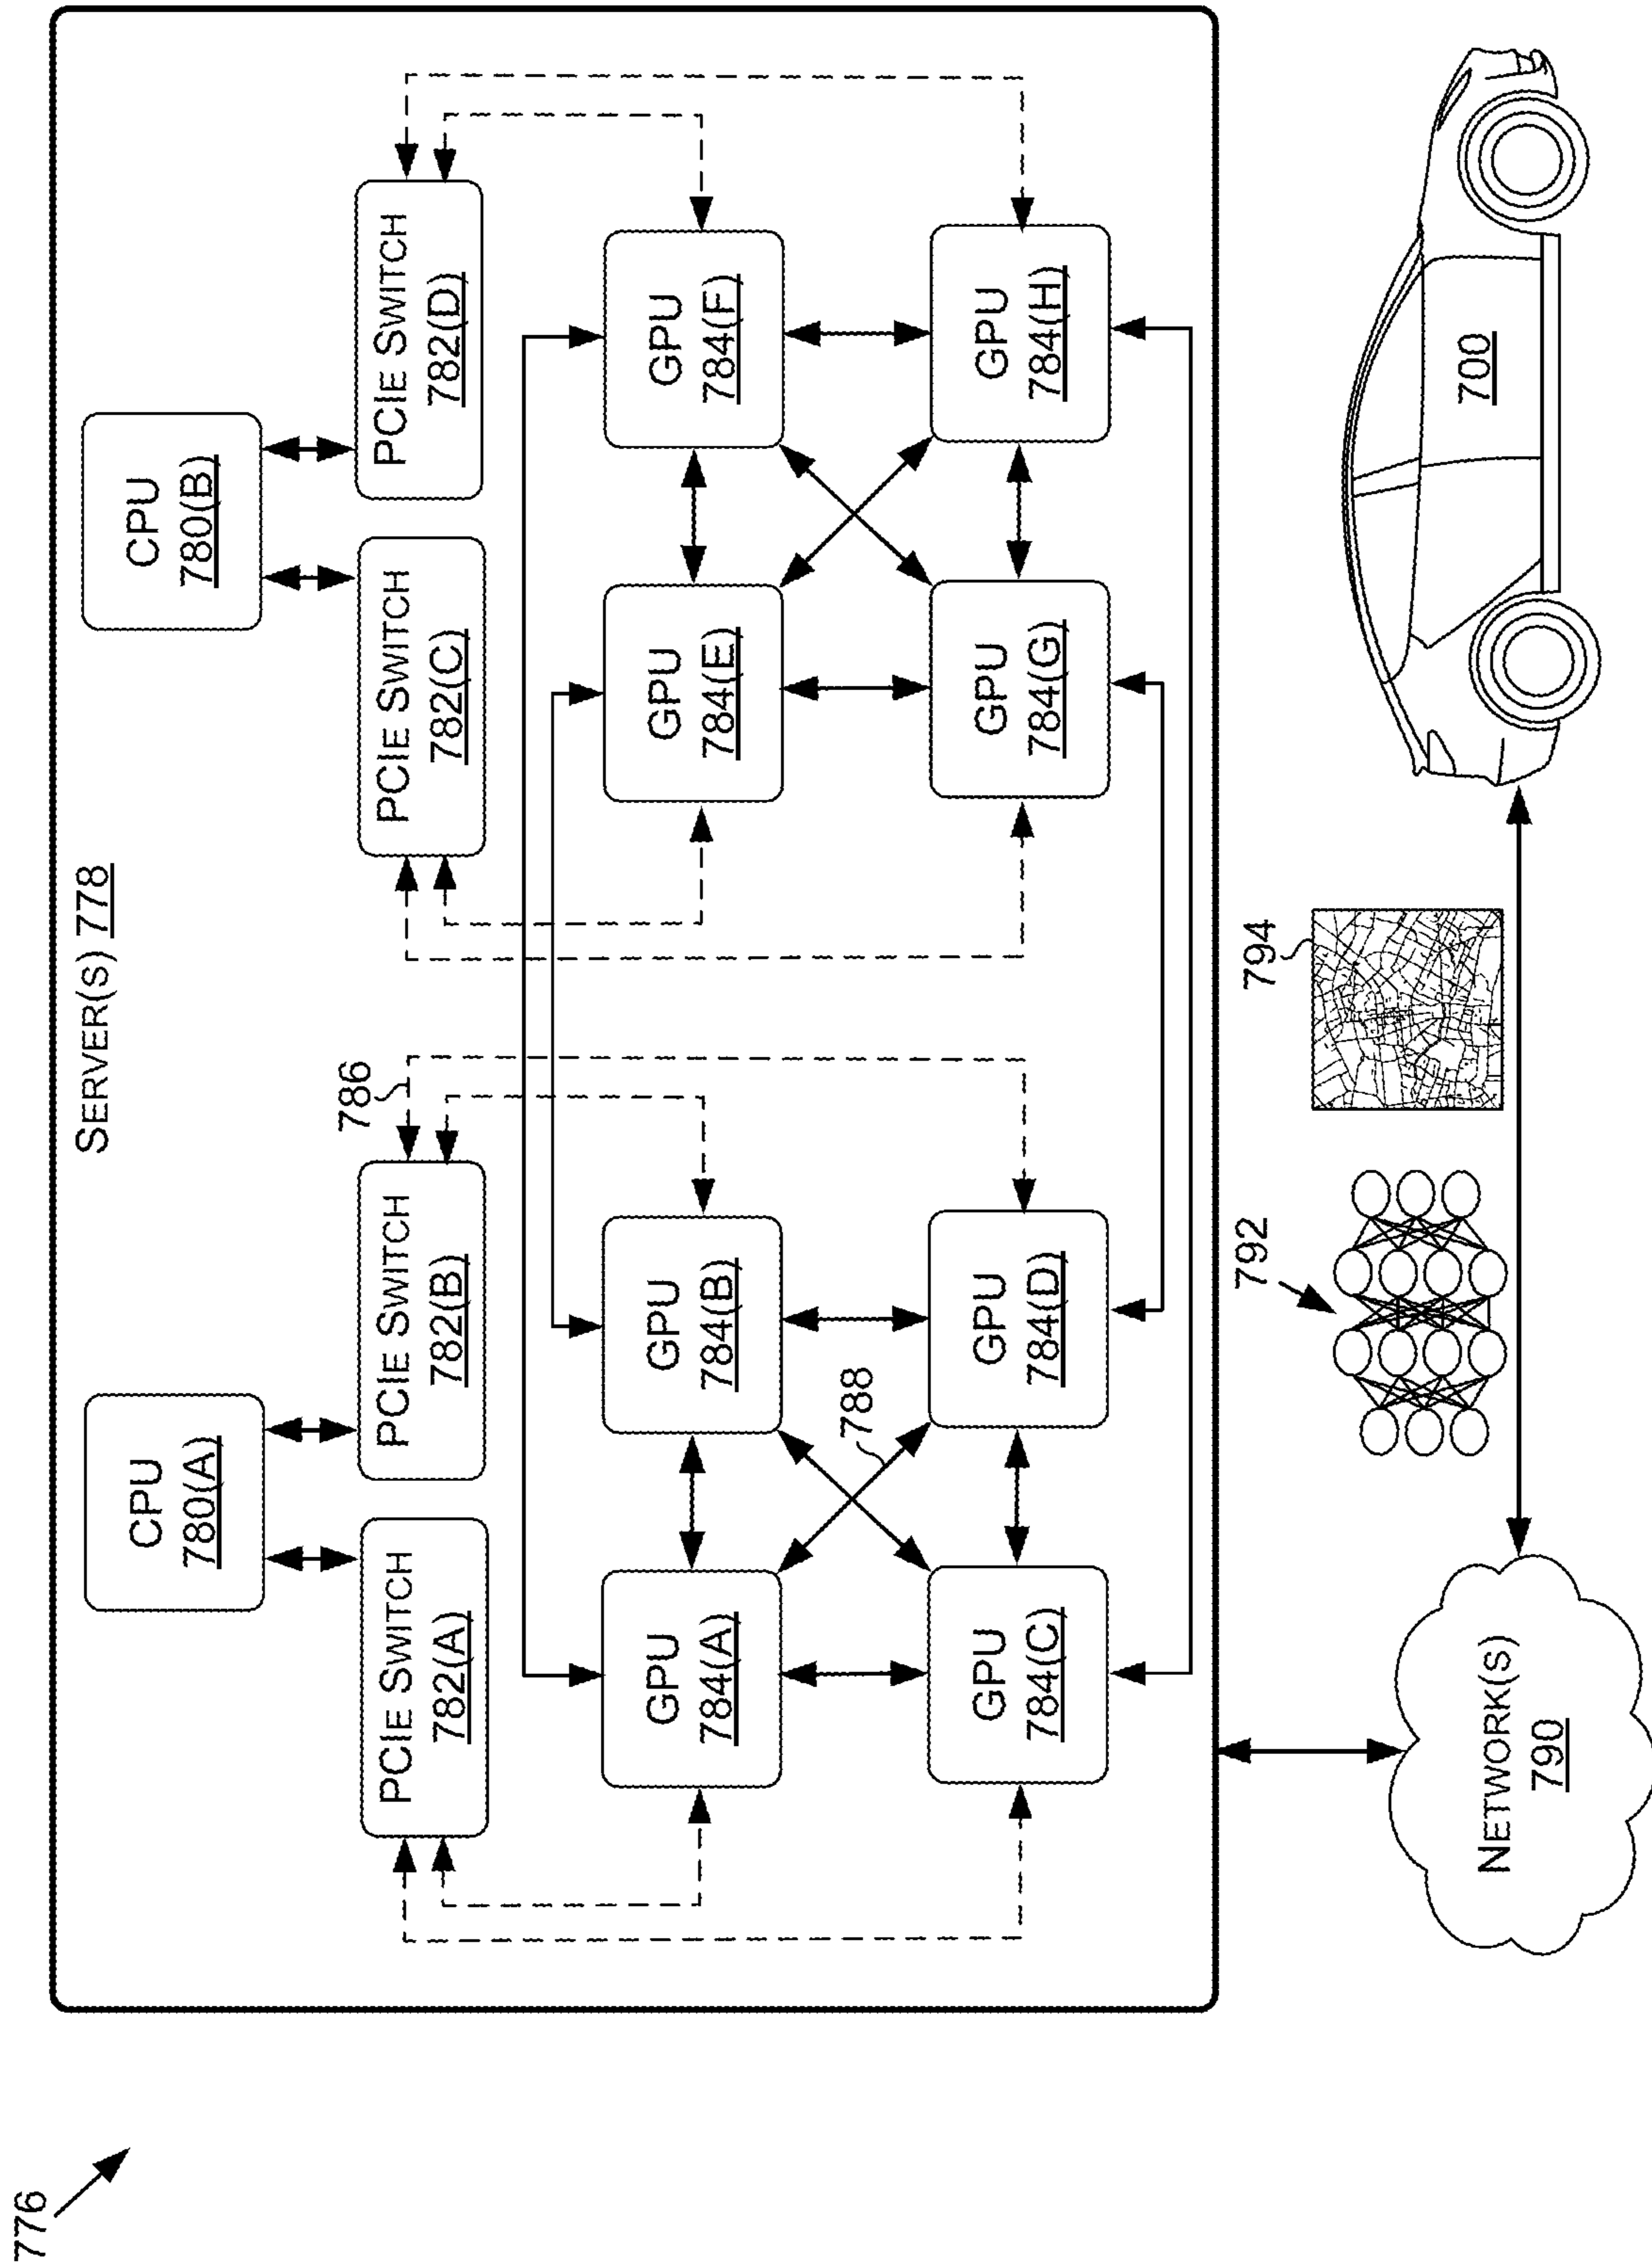 776
SERVER(S) 778
CPU
780(A)
CPU
780(B)
PCIE SWITCH
782(A)
PCIE SWITCH
782(B)
786
PCIE SWITCH
782(C)
PCIE SWITCH
782(D)
GPU
784(A)
GPU
784(B)
GPU
784(E)
GPU
784(F)
788
GPU
784(C)
GPU
784(D)
GPU
784(G)
GPU
784(H)
NETWORK(S)
790
792
794
700